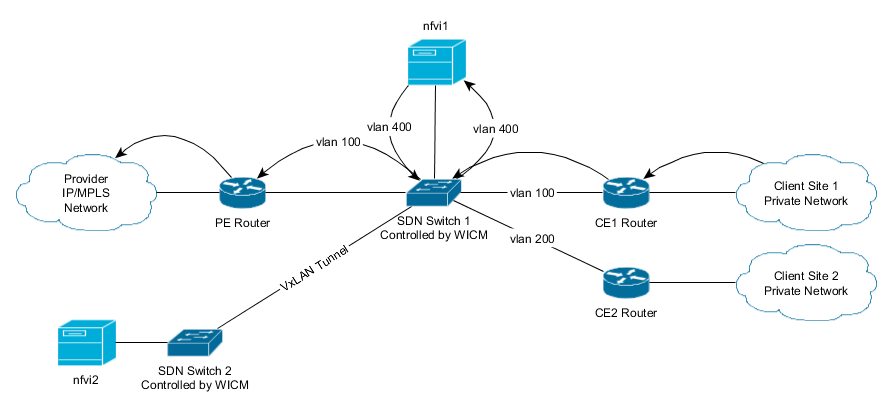 nfvi1
vlan 400
vlan 400
vlan 100
Provider
IP/MPLS
Network
PE Router
SDN Switch 1
Controlled by WICM
vlan 100
CE1 Router
Client Site 1
Private Network
vlan 200
CE2 Router
Client Site 2
Private Network
VxLAN Tunnel
nfvi2
SDN Switch 2
Controlled by WICM